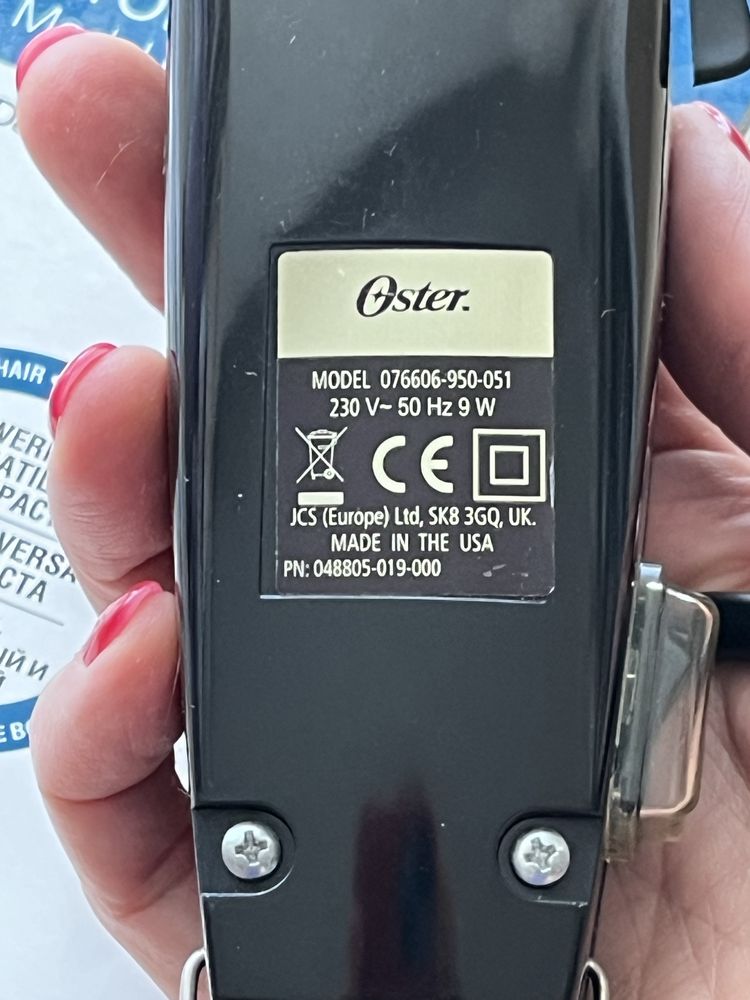 Oster.
MODEL 076606-950-051
230 V~ 50 Hz 9 W
CE
JCS (Europe) Ltd, SK8 3GQ, UK.
MADE IN THE USA
PN: 048805-019-000
HAIR